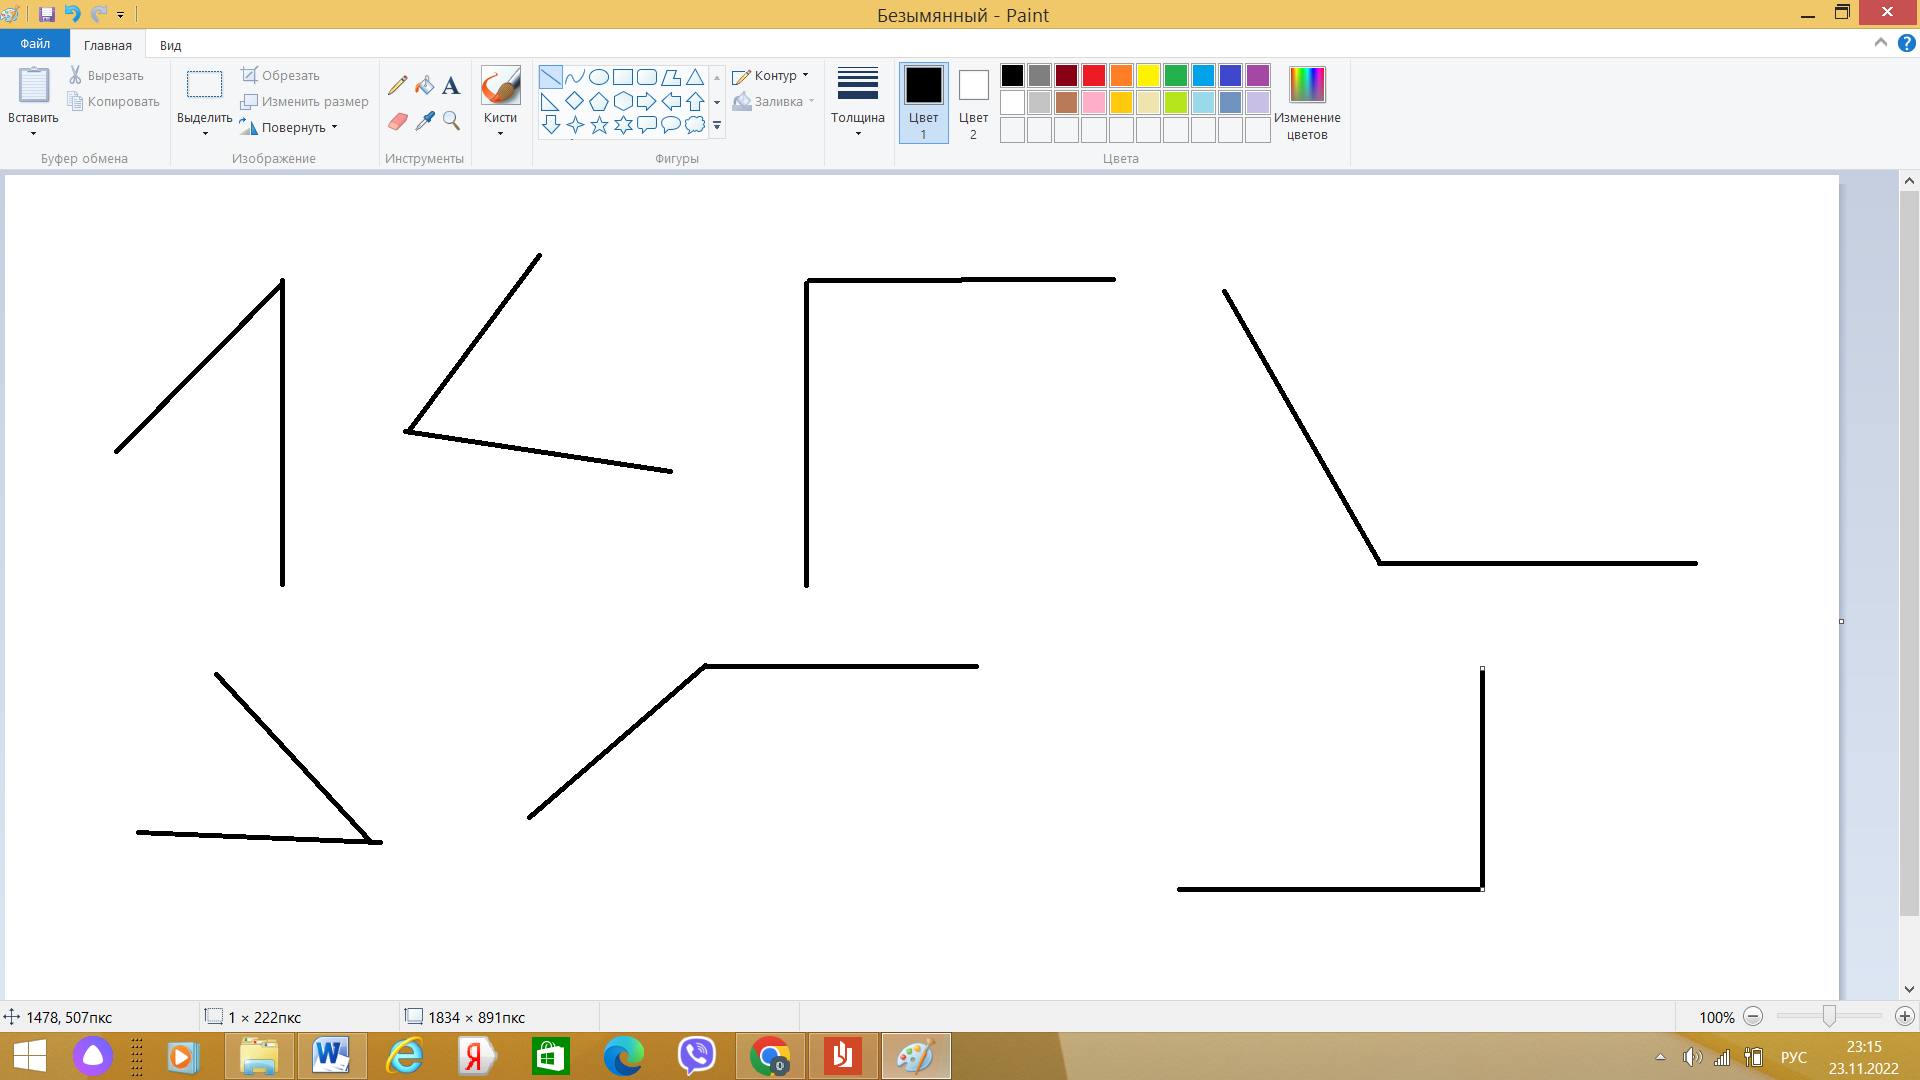 Безымянный - Paint
Файл Главная Вид
Вставить
Вырезать
Копировать
Буфер обмена
Выделить
Обрезать
Изменить размер
Повернуть
Изображение
A
Инструменты
Кисти
Контур
Заливка
Фигуры
Толщина
Цвет
1
Цвет
2
Изменение
цветов
Цвета
1478, 507пкс 1 × 222пкс 1834 × 891пкс 100%
РУС
23:15
23.11.2022